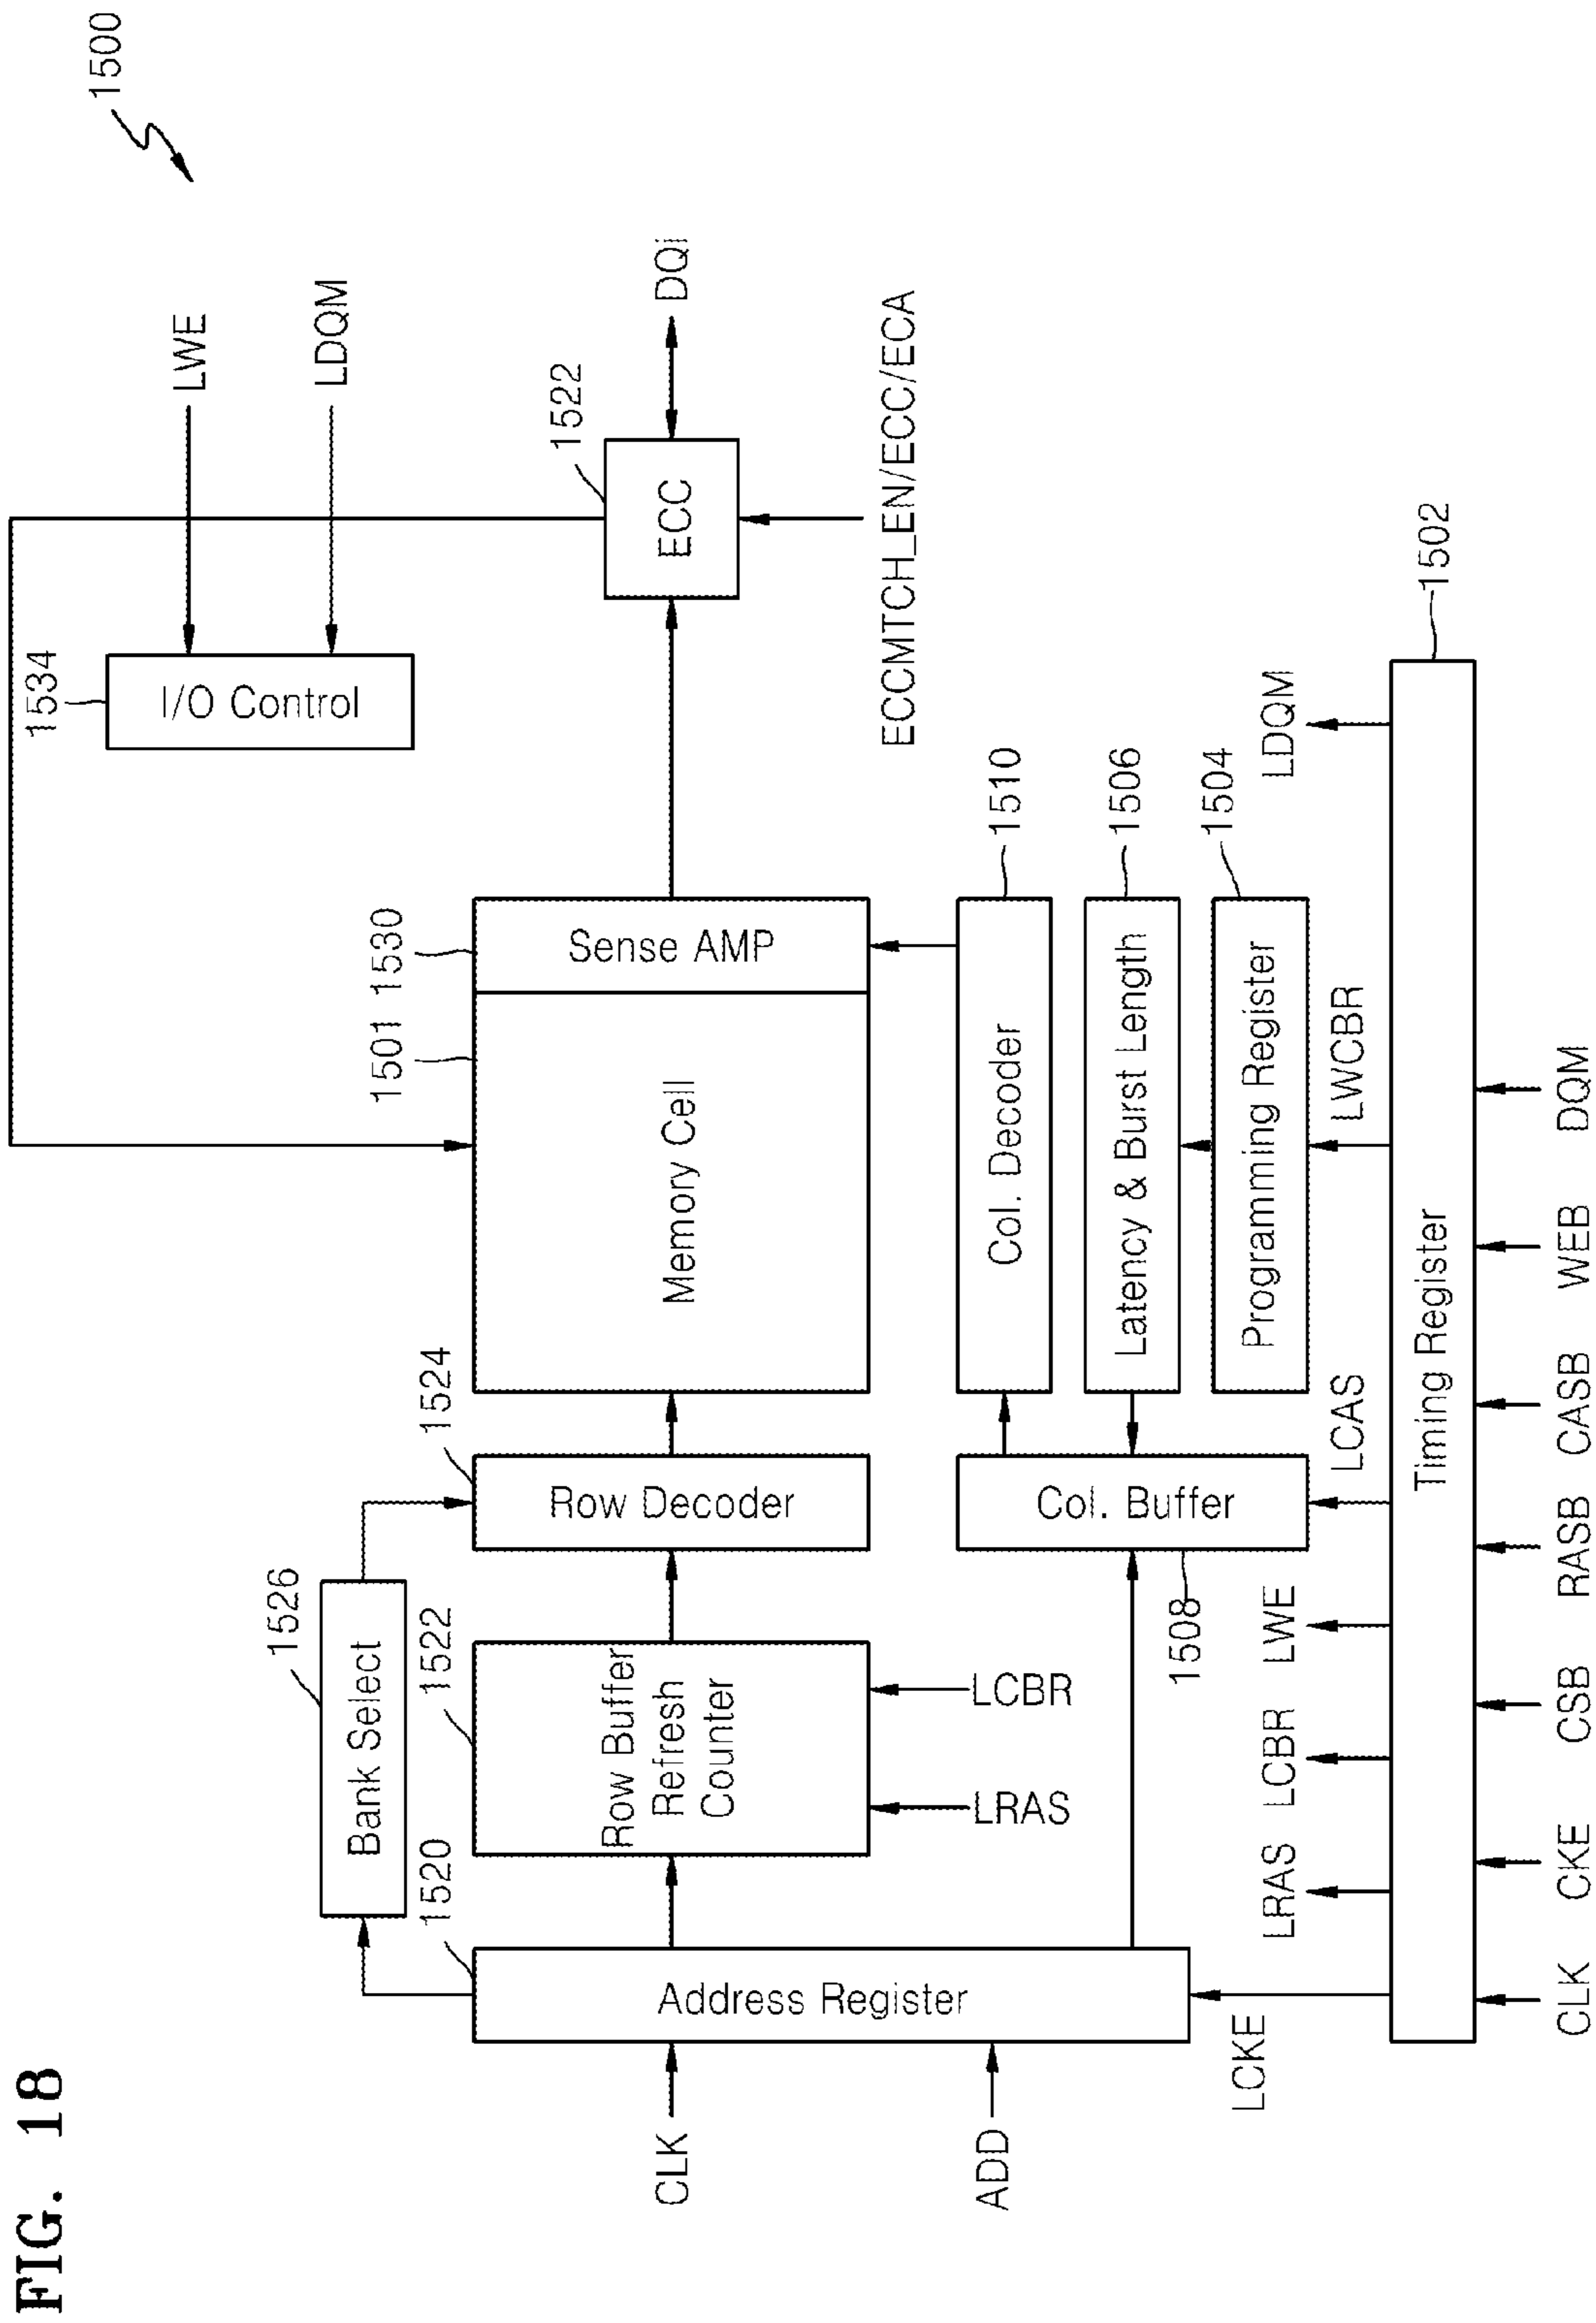 FIG. 18
1500
LWE
LDQM
1534
I/O Control
1526
Bank Select
1520
1522
1524
1501
1530
1522
CLK
ADD
Address Register
Row Buffer
Refresh
Counter
LRAS
LCBR
Row Decoder
Memory Cell
Sense AMP
ECC
DQi
ECCMTCH_EN/ECC/ECA
Col. Buffer
1508
Col. Decoder
1510
Latency & Burst Length
1506
Programming Register
1504
LCKE
LRAS
LCBR
LWE
LCAS
LWCBR
LDQM
Timing Register
1502
CLK
CKE
CSB
RASB
CASB
WEB
DQM